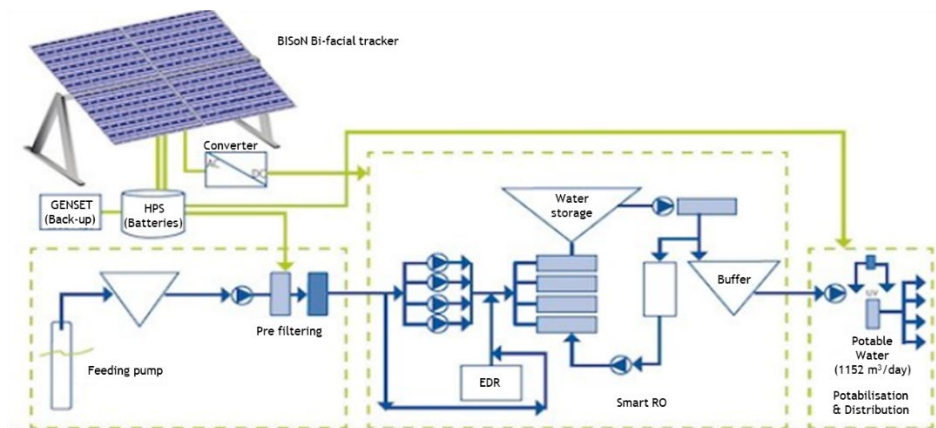 BISoN Bi-facial tracker
Converter
AC
DC
GENSET
(Back-up)
HPS
(Batteries)
Water
storage
Buffer
Pre filtering
Feeding pump
EDR
Smart RO
UV
Potable
Water
(1152 m³/day)
Potabilisation
& Distribution